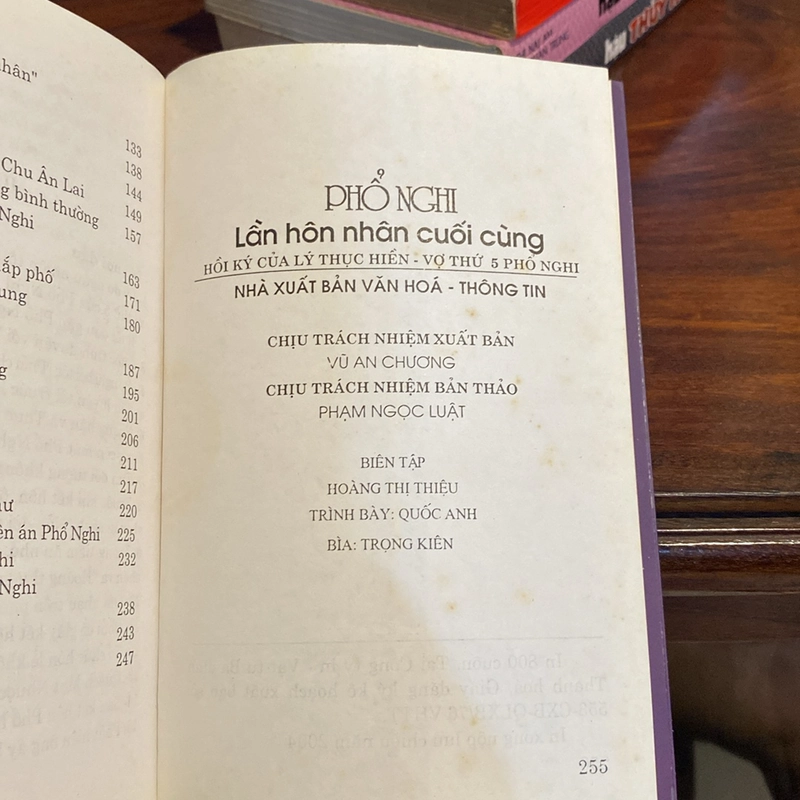 nhân"
133
138
Chu Ân Lai 144
g bình thường 149
Nghi 157
ắp phố 163
ung 171
180
g 187
195
201
206
211
217
ư 220
ên án Phổ Nghi 225
hi 232
Nghi
238
243
247
PHỔ NGHI
Lần hôn nhân cuối cùng
HỒI KÝ CỦA LÝ THỤC HIỀN - VỢ THỨ 5 PHỔ NGHI
NHÀ XUẤT BẢN VĂN HOÁ - THÔNG TIN
CHỊU TRÁCH NHIỆM XUẤT BẢN
VŨ AN CHƯƠNG
CHỊU TRÁCH NHIỆM BẢN THẢO
PHẠM NGỌC LUẬT
BIÊN TẬP
HOÀNG THỊ THIỆU
TRÌNH BÀY: QUỐC ANH
BÌA: TRỌNG KIÊN
255